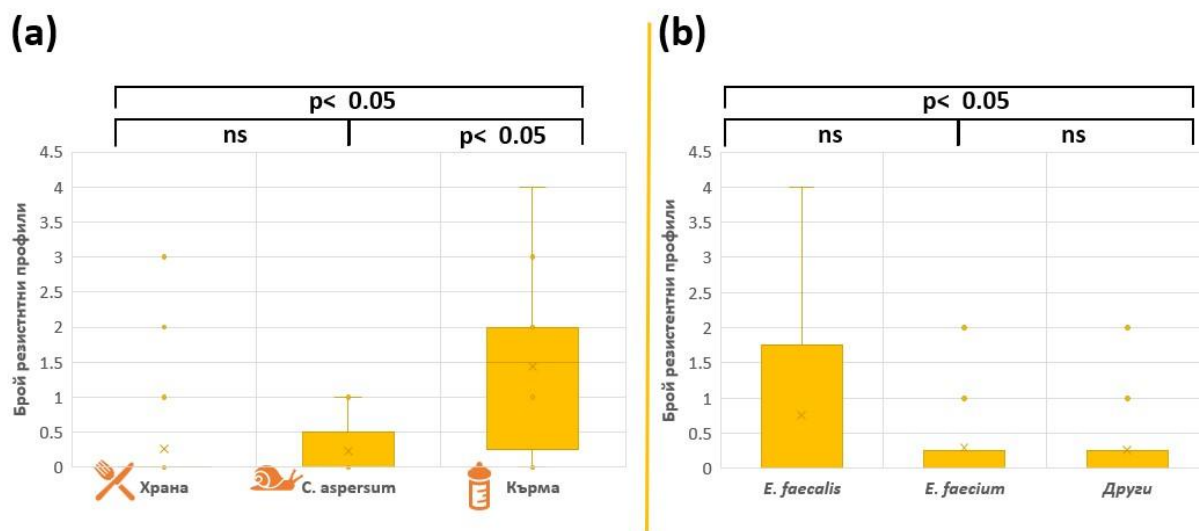 (a)
p< 0.05
ns
p< 0.05
4.5
4
3.5
3
2.5
2
1.5
1
0.5
0
Брой резистнтни профили
Храна
C. aspersum
Кърма
(b)
p< 0.05
ns
ns
4.5
4
3.5
3
2.5
2
1.5
1
0.5
0
Брой резистентни профили
E. faecalis
E. faecium
Други